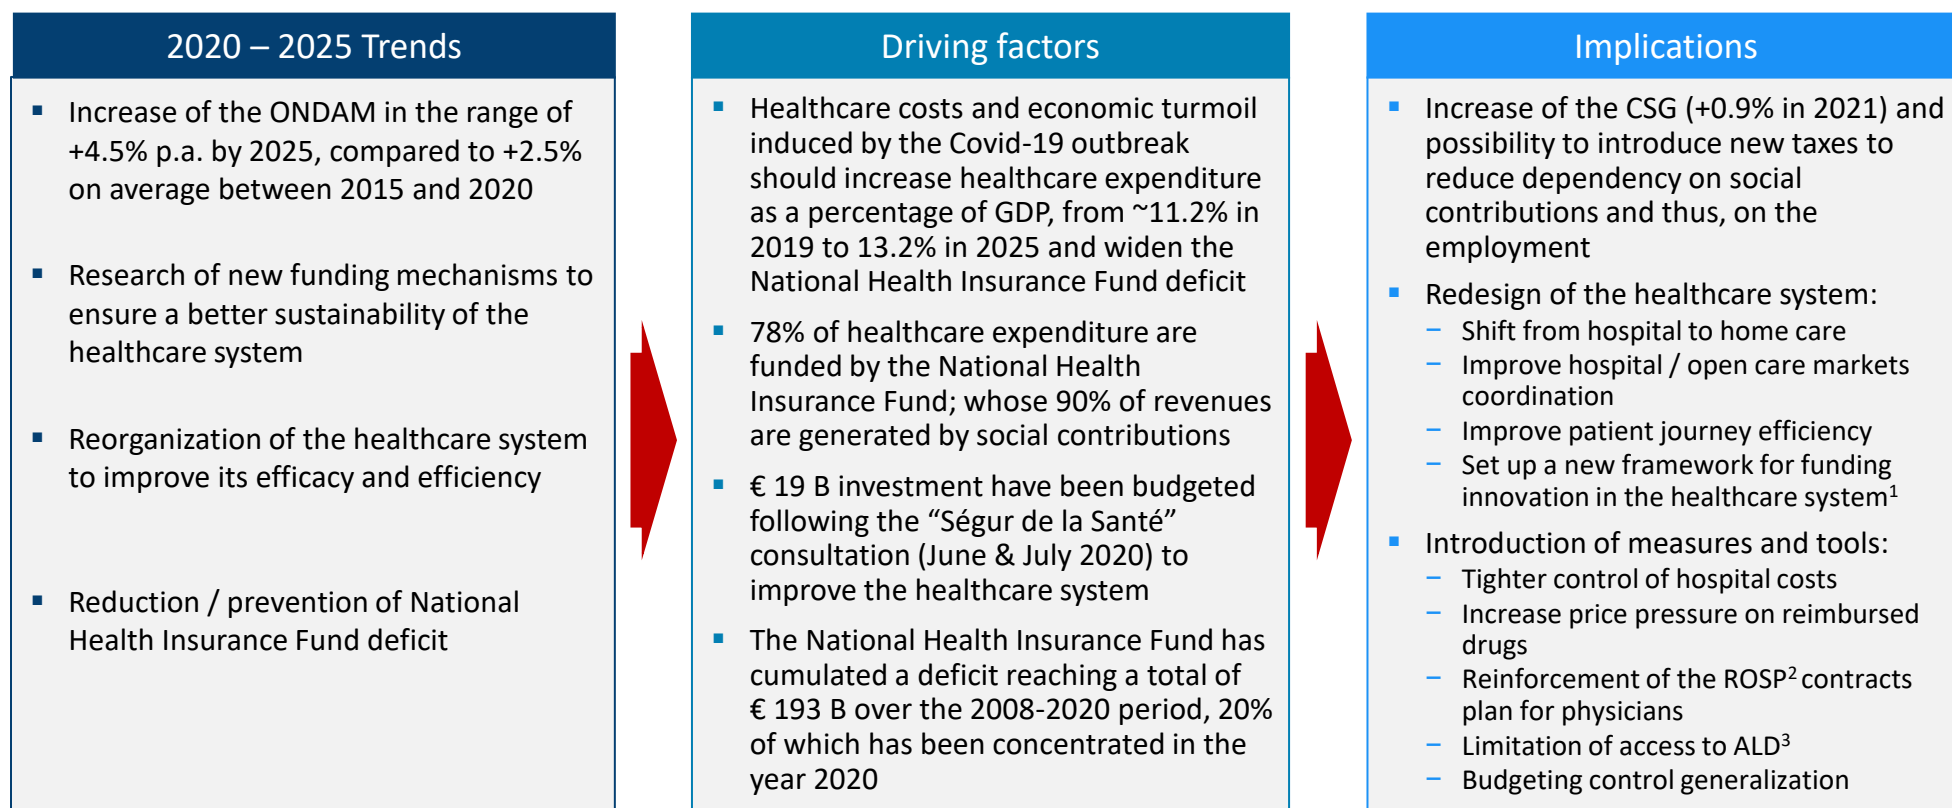 2020 – 2025 Trends
▪ Increase of the ONDAM in the range of
+4.5% p.a. by 2025, compared to +2.5%
on average between 2015 and 2020
▪ Research of new funding mechanisms to
ensure a better sustainability of the
healthcare system
▪ Reorganization of the healthcare system
to improve its efficacy and efficiency
▪ Reduction / prevention of National
Health Insurance Fund deficit
Driving factors
▪ Healthcare costs and economic turmoil
induced by the Covid-19 outbreak
should increase healthcare expenditure
as a percentage of GDP, from ~11.2% in
2019 to 13.2% in 2025 and widen the
National Health Insurance Fund deficit
▪ 78% of healthcare expenditure are
funded by the National Health
Insurance Fund; whose 90% of revenues
are generated by social contributions
▪ € 19 B investment have been budgeted
following the “Ségur de la Santé”
consultation (June & July 2020) to
improve the healthcare system
▪ The National Health Insurance Fund has
cumulated a deficit reaching a total of
€ 193 B over the 2008-2020 period, 20%
of which has been concentrated in the
year 2020
Implications
▪ Increase of the CSG (+0.9% in 2021) and
possibility to introduce new taxes to
reduce dependency on social
contributions and thus, on the
employment
▪ Redesign of the healthcare system:
− Shift from hospital to home care
− Improve hospital / open care markets
coordination
− Improve patient journey efficiency
− Set up a new framework for funding
innovation in the healthcare system¹
▪ Introduction of measures and tools:
− Tighter control of hospital costs
− Increase price pressure on reimbursed
drugs
− Reinforcement of the ROSP² contracts
plan for physicians
− Limitation of access to ALD³
− Budgeting control generalization